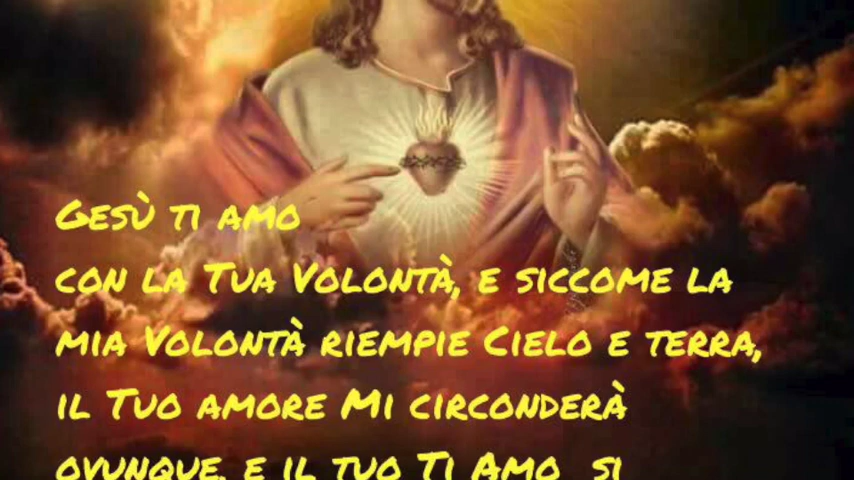 Gesù ti amo
con la Tua Volontà, e siccome la
mia Volontà riempie Cielo e terra,
il Tuo amore Mi circonderà
ovunque, e il tuo Ti Amo si